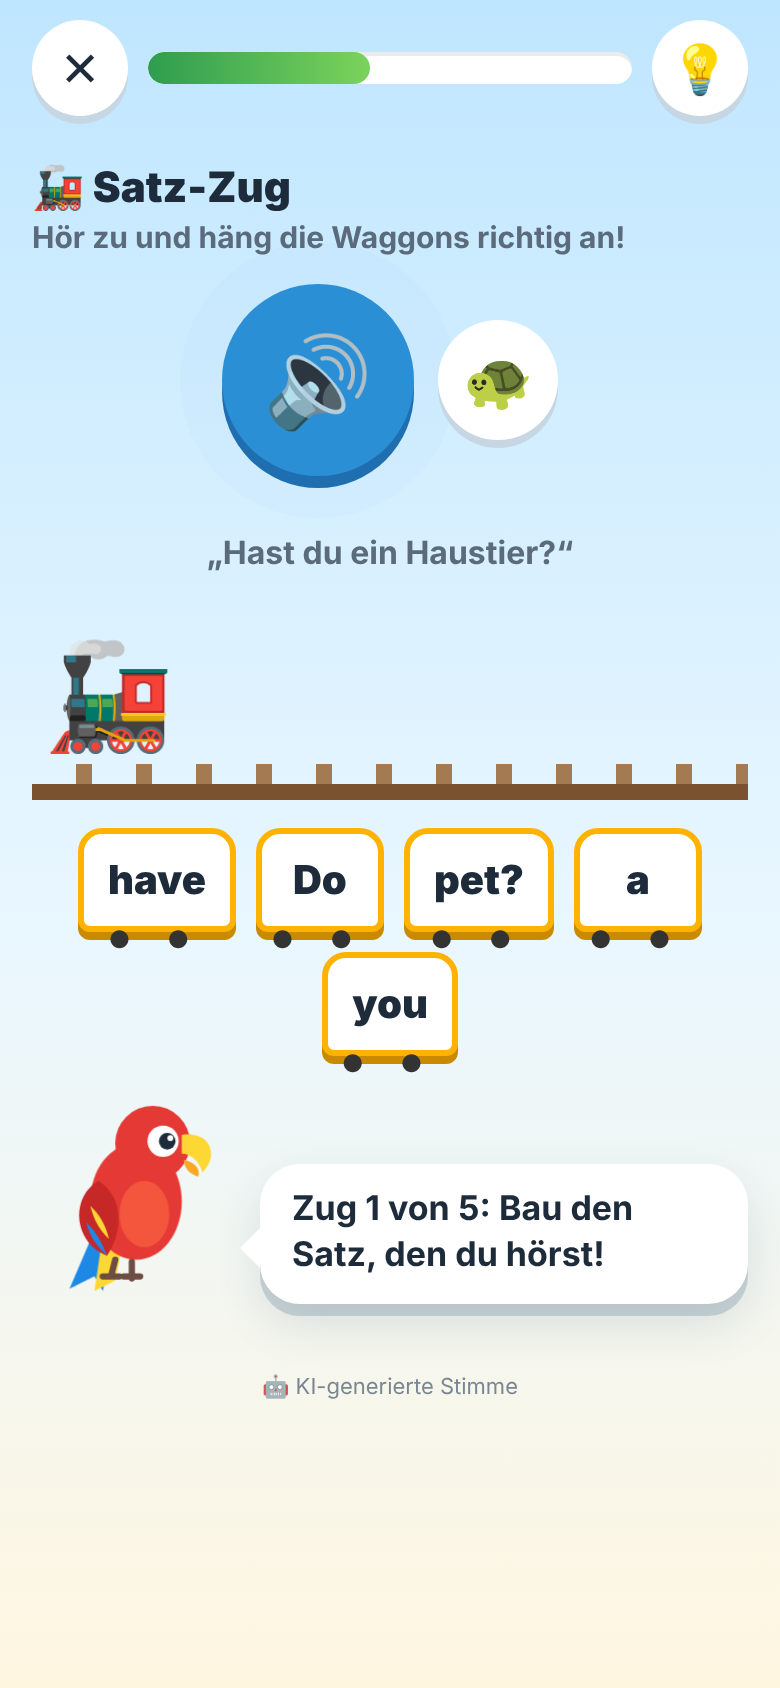 Satz-Zug
Hör zu und häng die Waggons richtig an!
„Hast du ein Haustier?“
have Do pet? a
you
Zug 1 von 5: Bau den
Satz, den du hörst!
KI-generierte Stimme